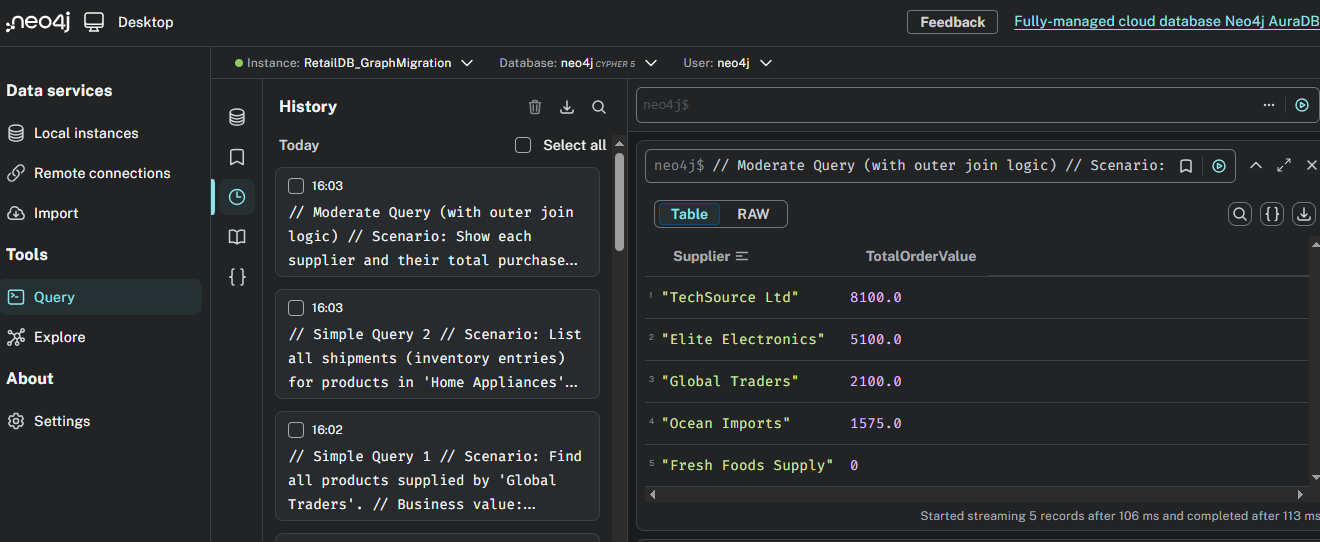 neo4j Desktop Feedback Fully-managed cloud database Neo4j AuraDB
Instance: RetailDB_GraphMigration Database: neo4j CYPHER 5 User: neo4j
Data services
Local instances
Remote connections
Import
Tools
Query
Explore
About
Settings
History
Today Select all
16:03
// Moderate Query (with outer join
logic) // Scenario: Show each
supplier and their total purchase...
16:03
// Simple Query 2 // Scenario: List
all shipments (inventory entries)
for products in 'Home Appliances'...
16:02
// Simple Query 1 // Scenario: Find
all products supplied by 'Global
Traders'. // Business value:...
neo4j$
neo4j$ // Moderate Query (with outer join logic) // Scenario:
Table RAW
Supplier TotalOrderValue
1 "TechSource Ltd" 8100.0
2 "Elite Electronics" 5100.0
3 "Global Traders" 2100.0
4 "Ocean Imports" 1575.0
5 "Fresh Foods Supply" 0
Started streaming 5 records after 106 ms and completed after 113 ms